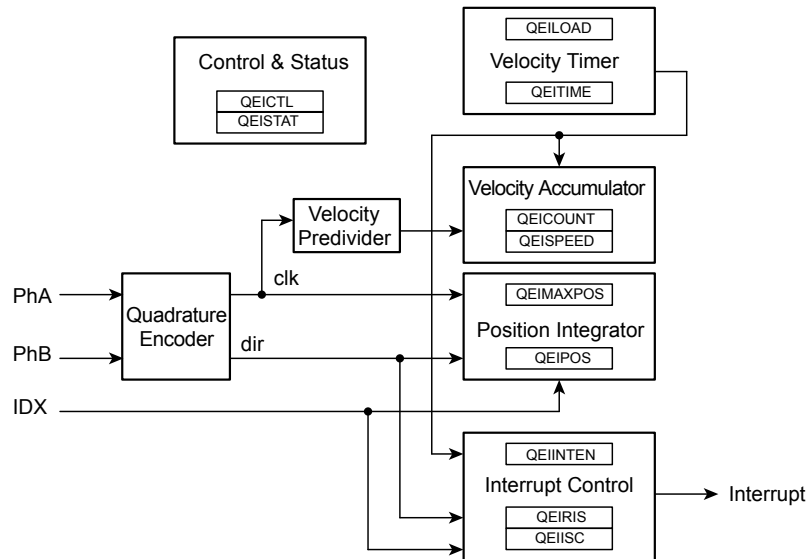 QEILOAD
Control & Status
Velocity Timer
QEICTL
QEITIME
QEISTAT
Velocity Accumulator
Velocity
Predivider
QEICOUNT
QEISPEED
clk
PhA
QEIMAXPOS
Quadrature
Encoder
Position Integrator
dir
PhB
QEIPOS
IDX
QEIINTEN
Interrupt Control
Interrupt
QEIRIS
QEIISC